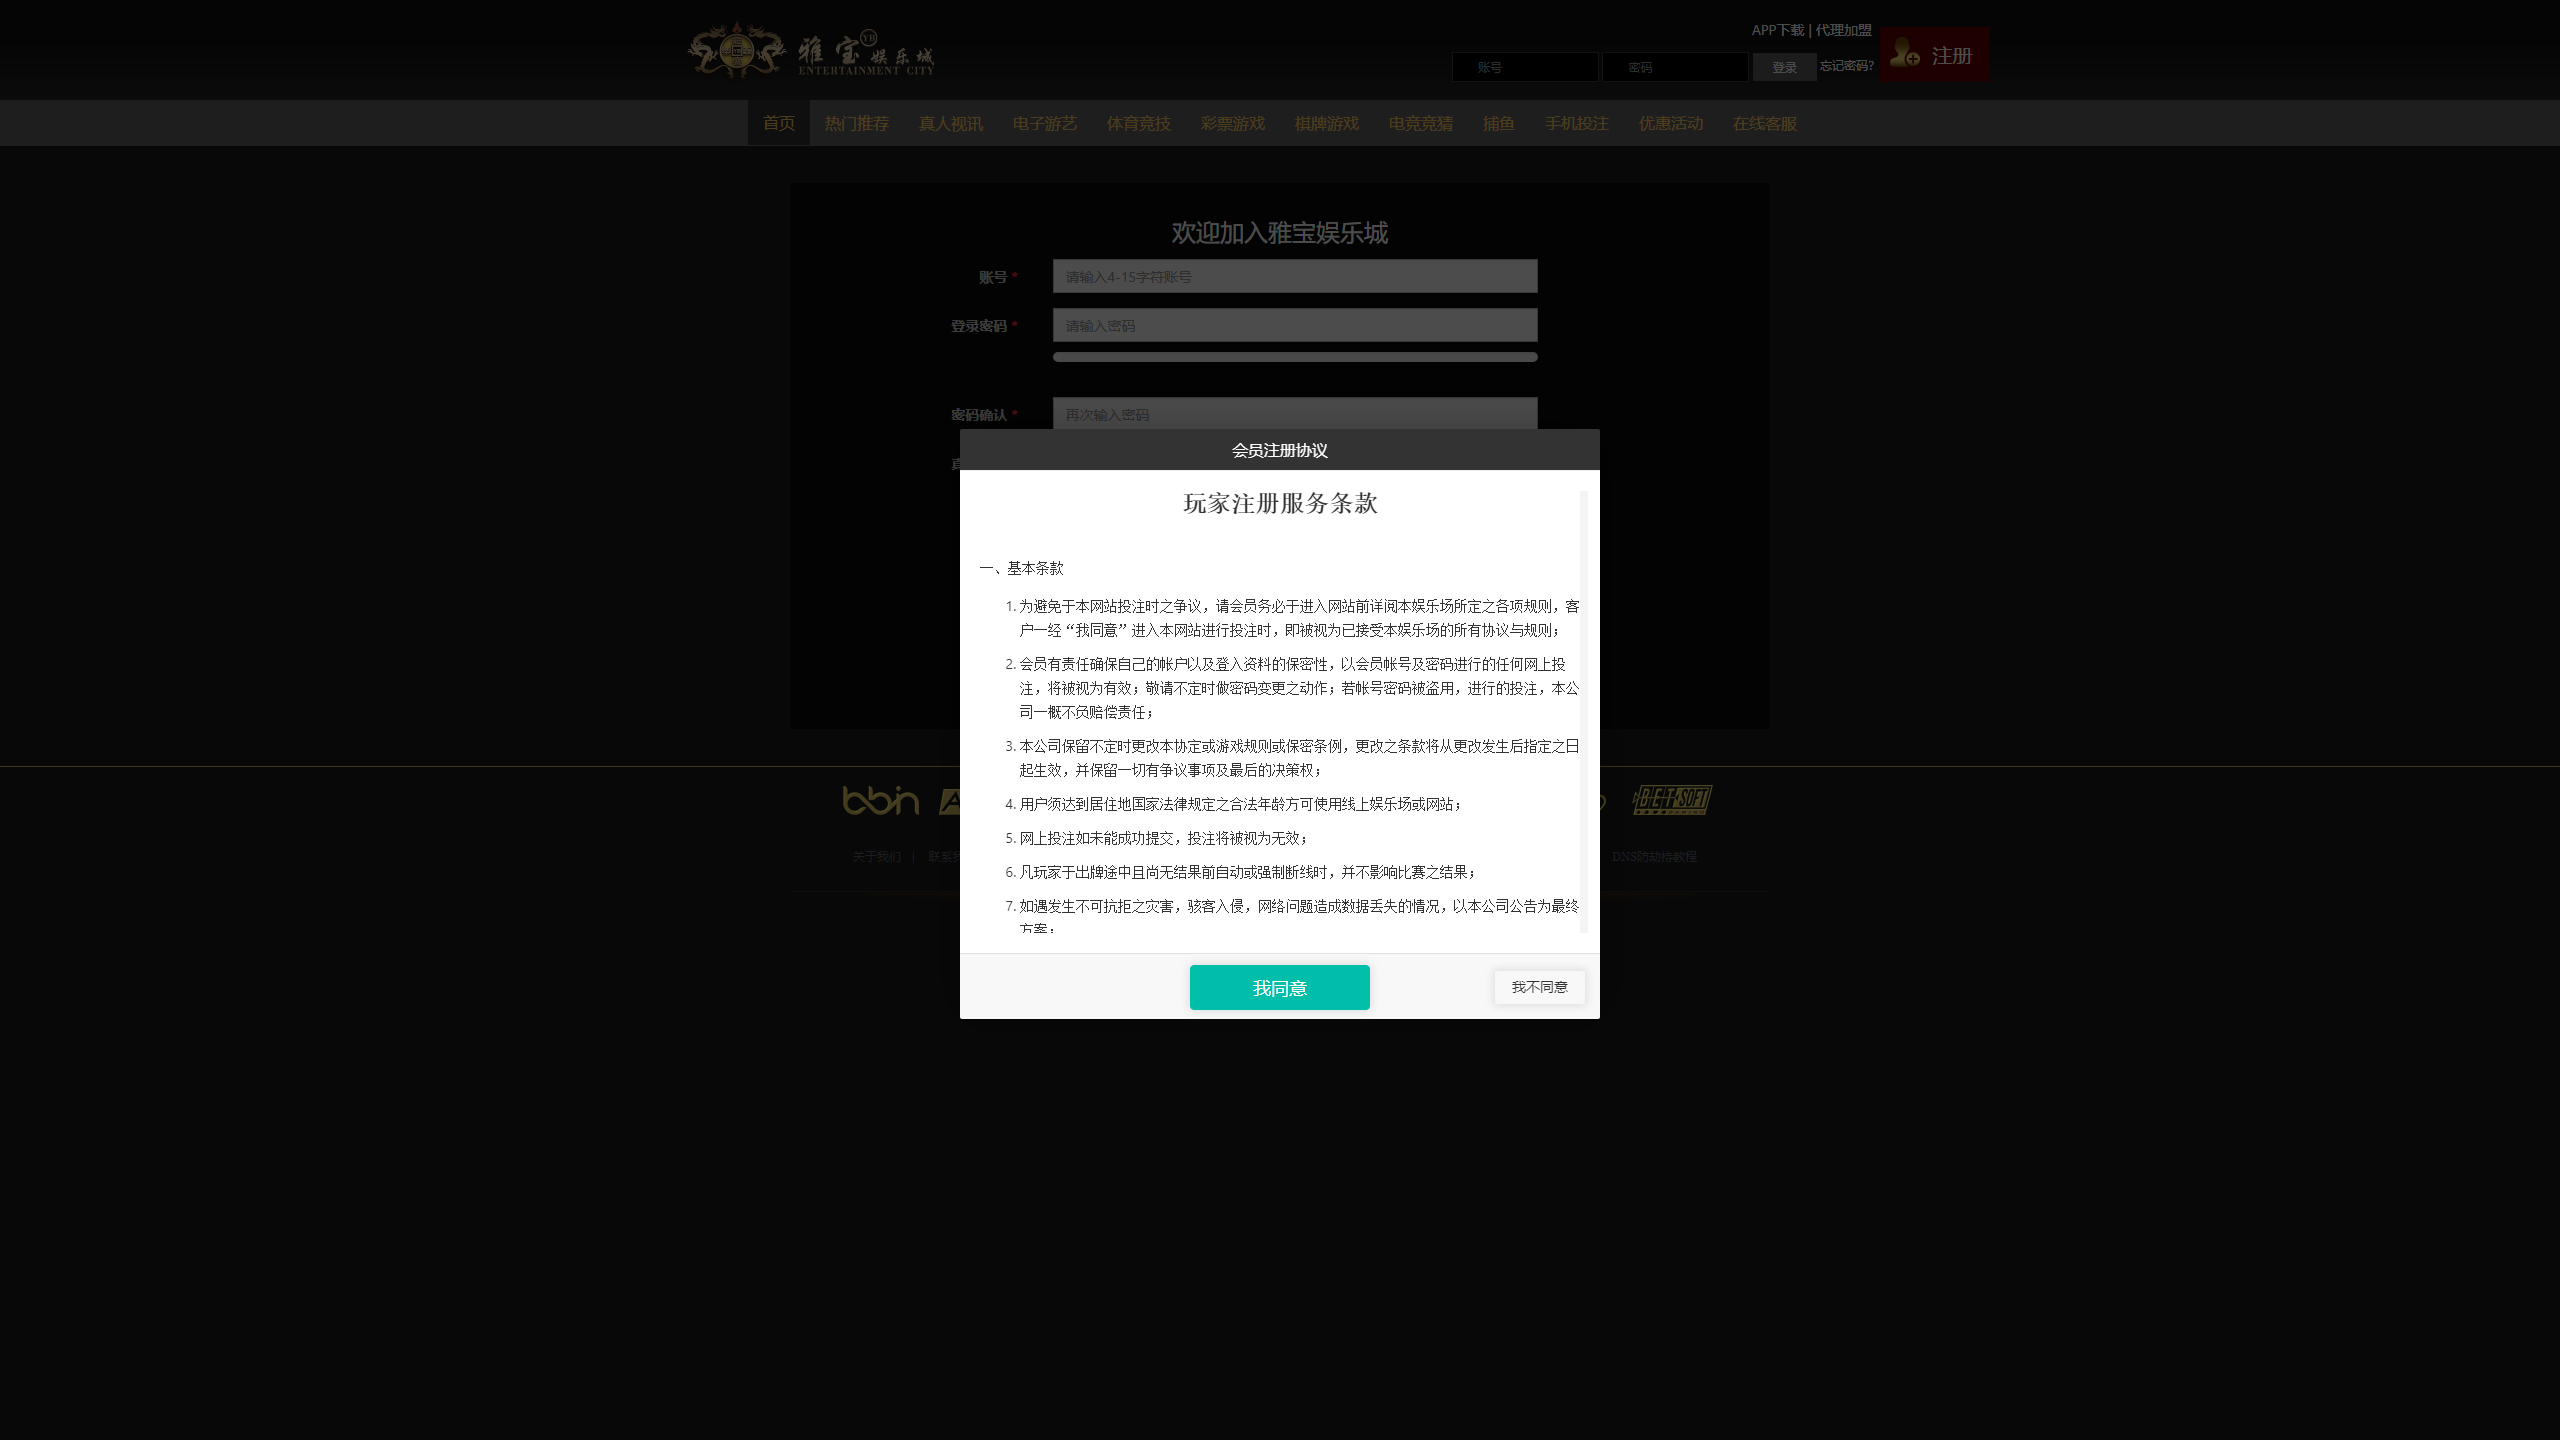 雅宝娱乐城
YB
ENTERTAINMENT CITY
APP下载 | 代理加盟
账号
密码
登录
忘记密码?
注册
首页
热门推荐
真人视讯
电子游艺
体育竞技
彩票游戏
棋牌游戏
电竞竞猜
捕鱼
手机投注
优惠活动
在线客服
欢迎加入雅宝娱乐城
账号 *
请输入4-15字符账号
登录密码 *
请输入密码
密码确认 *
再次输入密码
会员注册协议
玩家注册服务条款
一、基本条款
1. 为避免于本网站投注时之争议，请会员务必于进入网站前详阅本娱乐场所定之各项规则，客
户一经“我同意”进入本网站进行投注时，即被视为已接受本娱乐场的所有协议与规则；
2. 会员有责任确保自己的帐户以及登入资料的保密性，以会员帐号及密码进行的任何网上投
注，将被视为有效；敬请不定时做密码变更之动作；若帐号密码被盗用，进行的投注，本公
司一概不负赔偿责任；
3. 本公司保留不定时更改本协定或游戏规则或保密条例，更改之条款将从更改发生后指定之日
起生效，并保留一切有争议事项及最后的决策权；
4. 用户须达到居住地国家法律规定之合法年龄方可使用线上娱乐场或网站；
5. 网上投注如未能成功提交，投注将被视为无效；
6. 凡玩家于出牌途中且尚无结果前自动或强制断线时，并不影响比赛之结果；
7. 如遇发生不可抗拒之灾害，骇客入侵，网络问题造成数据丢失的情况，以本公司公告为最终
方案；
我同意
我不同意
bbin
BETSOFT
关于我们 | 联系
DNS防劫持教程